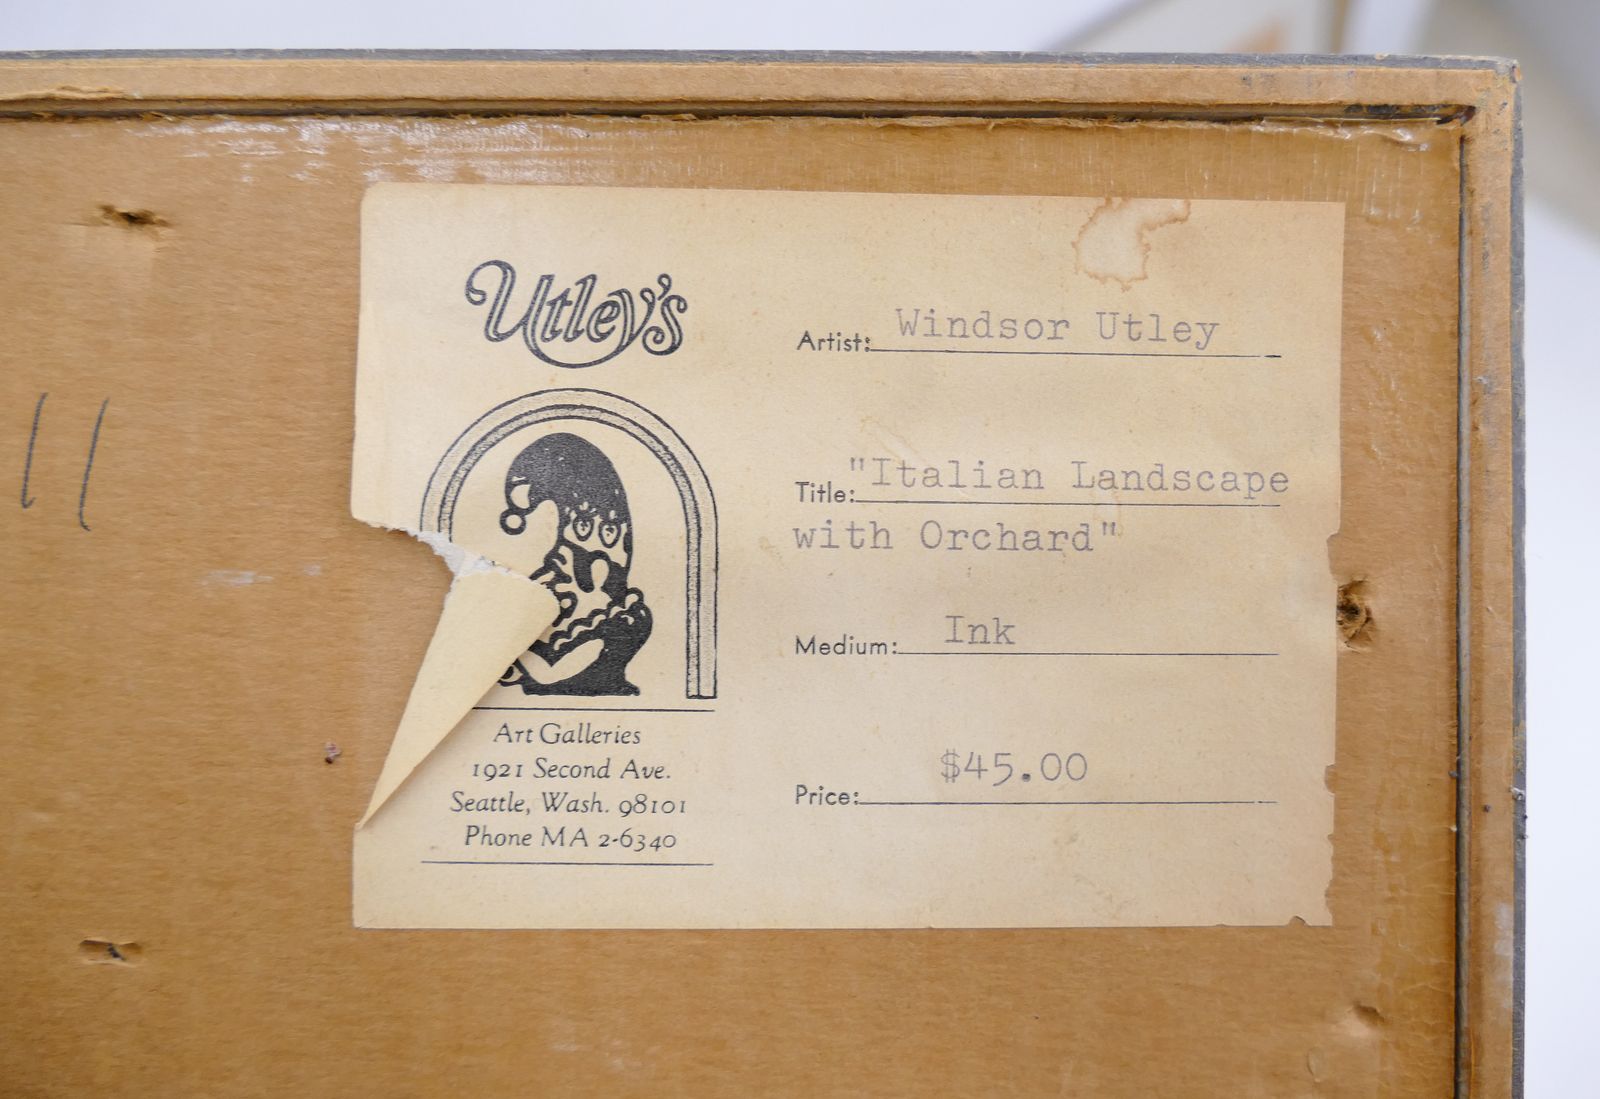 Utley's
Art Galleries
1921 Second Ave.
Seattle, Wash. 98101
Phone MA 2-6340
Artist: Windsor Utley
Title: "Italian Landscape
with Orchard"
Medium: Ink
Price: $45.00